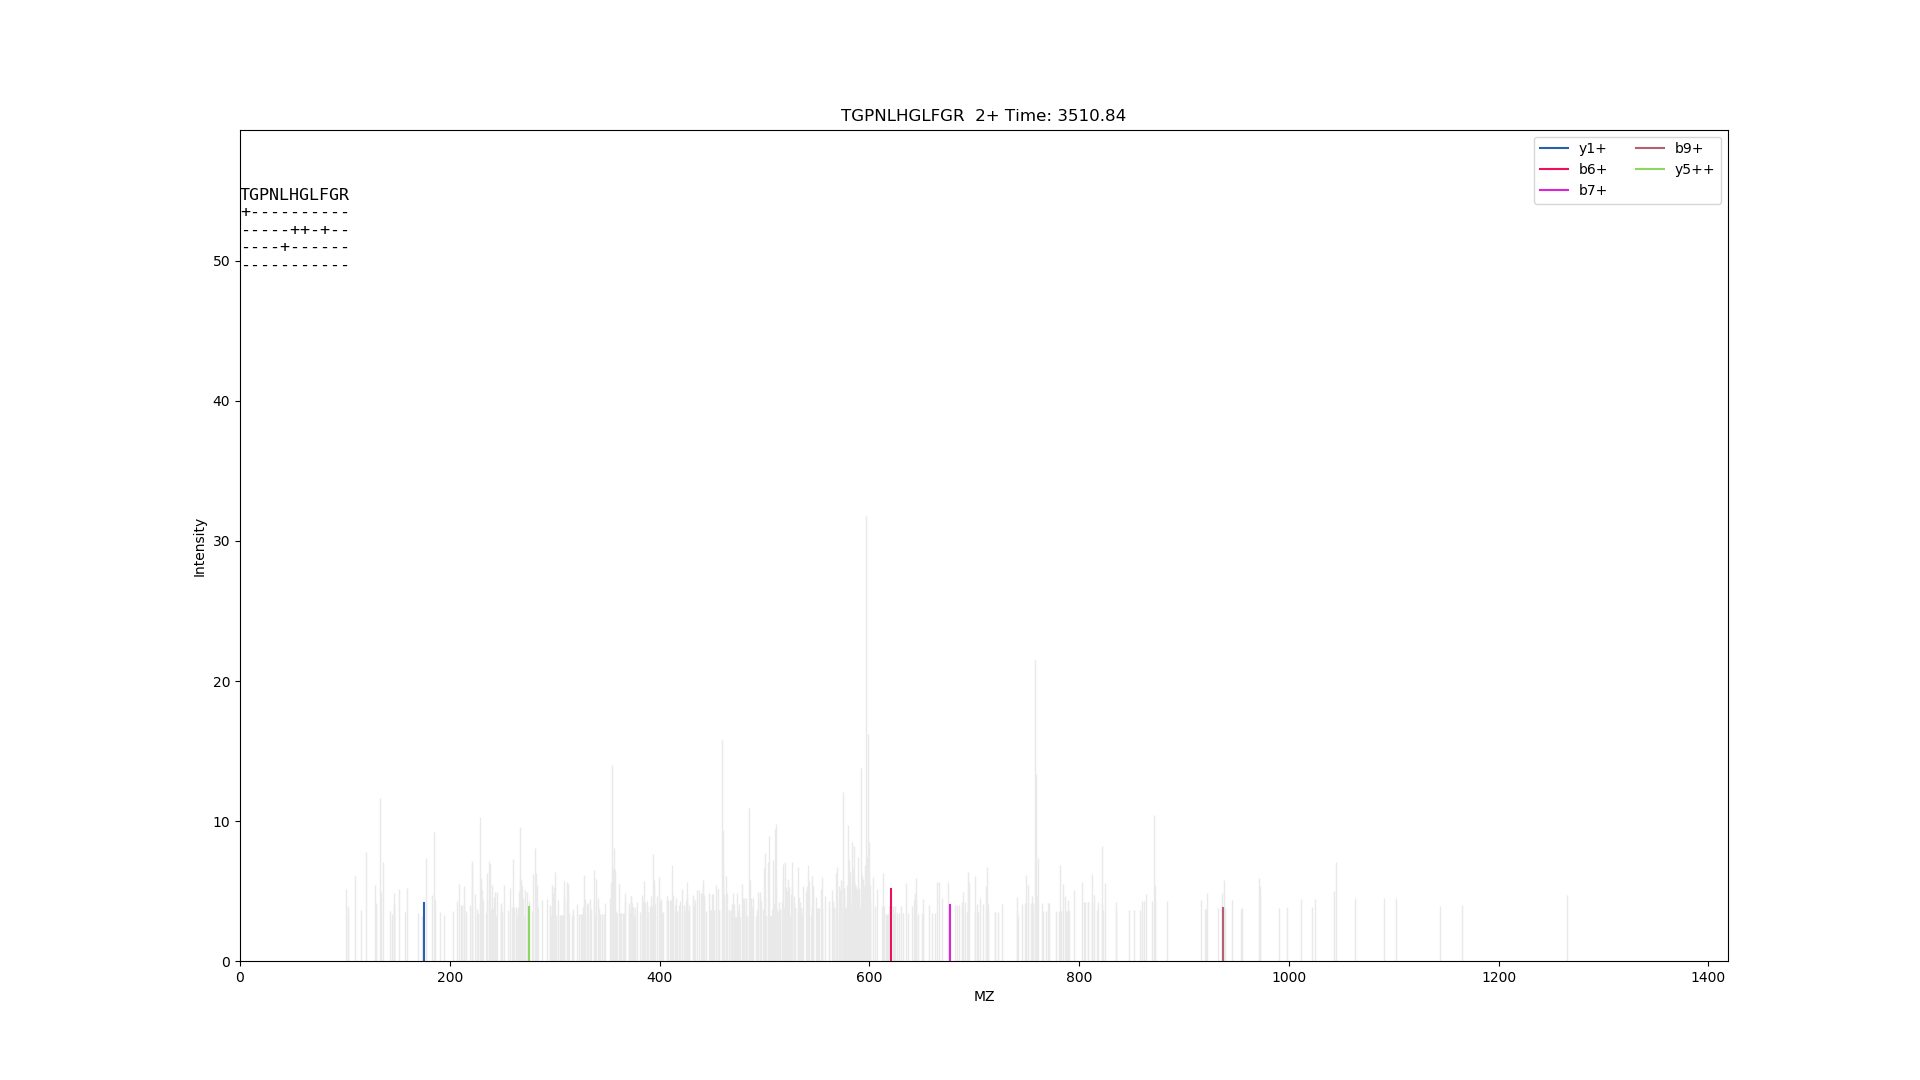 TGPNLHGLFGR  2+ Time: 3510.84
y1+
b6+
b7+
b9+
y5++
TGPNLHGLFGR
+----------
-----++-+--
----+------
-----------
50
40
30
20
10
0
Intensity
0 200 400 600 800 1000 1200 1400
MZ